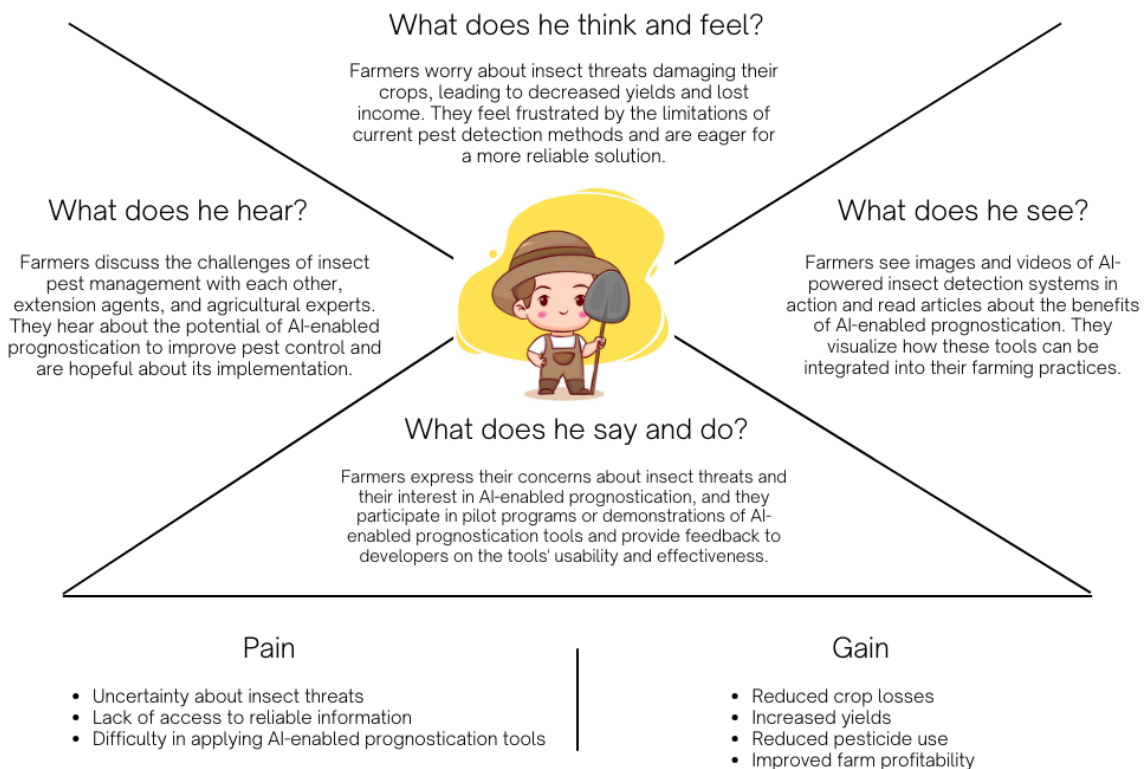 What does he think and feel?
Farmers worry about insect threats damaging their
crops, leading to decreased yields and lost
income. They feel frustrated by the limitations of
current pest detection methods and are eager for
a more reliable solution.
What does he hear?
Farmers discuss the challenges of insect
pest management with each other,
extension agents, and agricultural experts.
They hear about the potential of AI-enabled
prognostication to improve pest control and
are hopeful about its implementation.
What does he see?
Farmers see images and videos of AI-
powered insect detection systems in
action and read articles about the benefits
of AI-enabled prognostication. They
visualize how these tools can be
integrated into their farming practices.
What does he say and do?
Farmers express their concerns about insect threats and
their interest in AI-enabled prognostication, and they
participate in pilot programs or demonstrations of AI-
enabled prognostication tools and provide feedback to
developers on the tools' usability and effectiveness.
Pain
• Uncertainty about insect threats
• Lack of access to reliable information
• Difficulty in applying AI-enabled prognostication tools
Gain
• Reduced crop losses
• Increased yields
• Reduced pesticide use
• Improved farm profitability